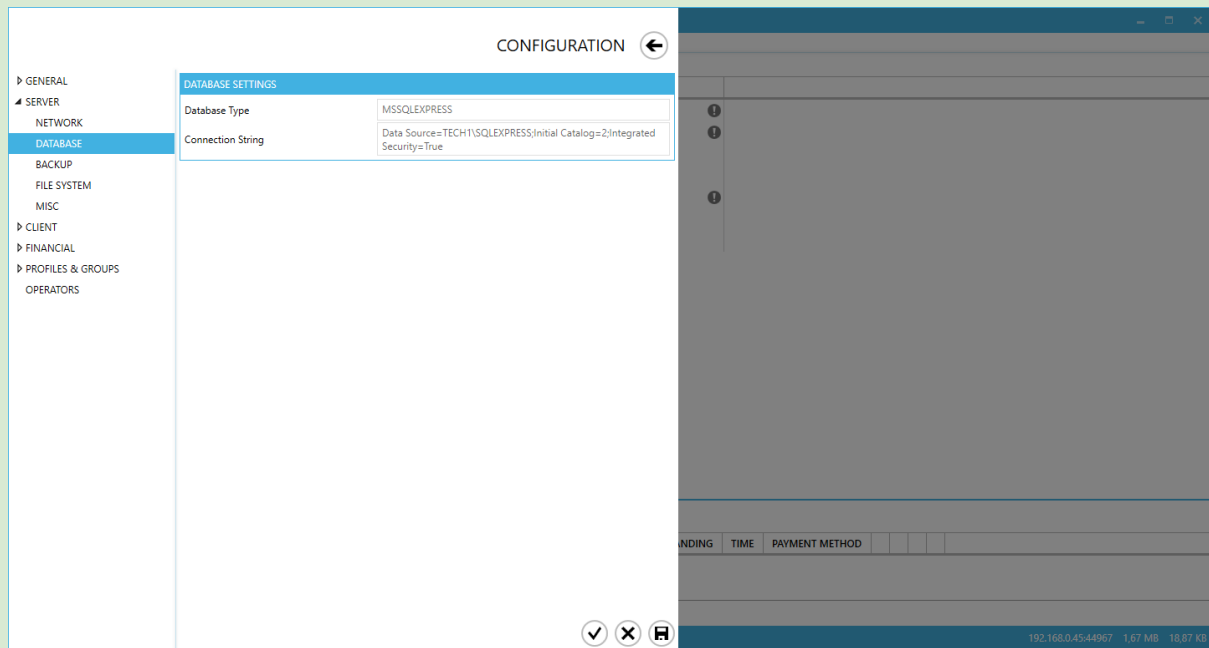 CONFIGURATION
GENERAL
SERVER
NETWORK
DATABASE
BACKUP
FILE SYSTEM
MISC
CLIENT
FINANCIAL
PROFILES & GROUPS
OPERATORS
DATABASE SETTINGS
Database Type
MSSQLEXPRESS
Connection String
Data Source=TECH1\SQLEXPRESS;Initial Catalog=2;Integrated
Security=True
NDING TIME PAYMENT METHOD
192.168.0.45:44967 1,67 MB 18,87 KB